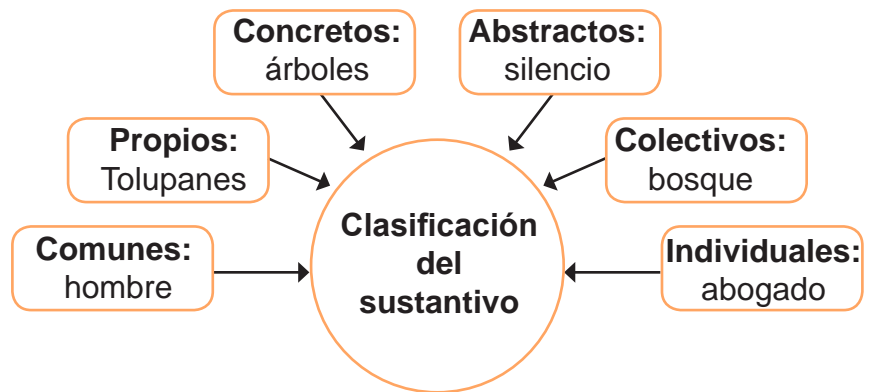 Concretos:
árboles
Abstractos:
silencio
Propios:
Tolupanes
Colectivos:
bosque
Comunes:
hombre
Clasificación
del
sustantivo
Individuales:
abogado